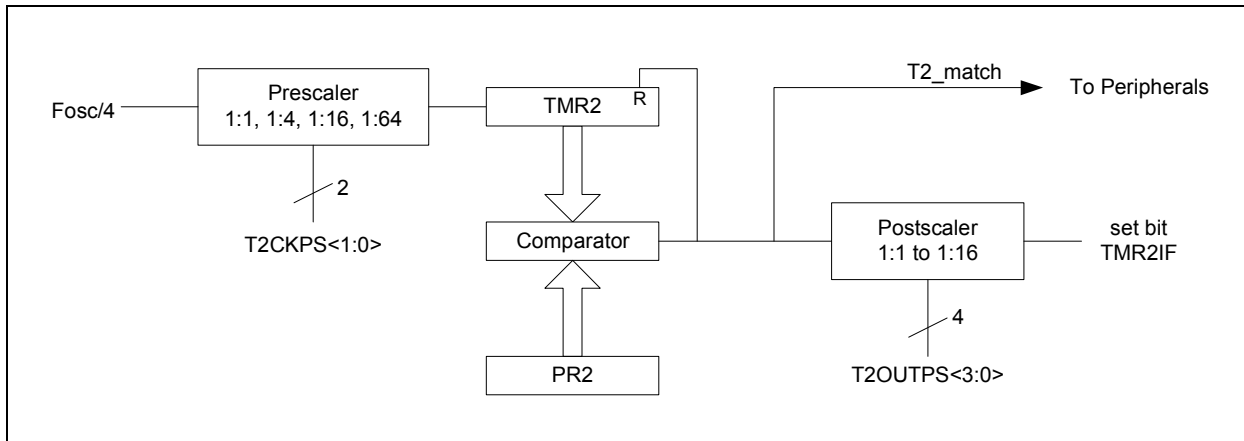 Fosc/4
Prescaler
1:1, 1:4, 1:16, 1:64
2
T2CKPS<1:0>
TMR2
R
Comparator
PR2
T2_match
To Peripherals
Postscaler
1:1 to 1:16
4
T2OUTPS<3:0>
set bit
TMR2IF